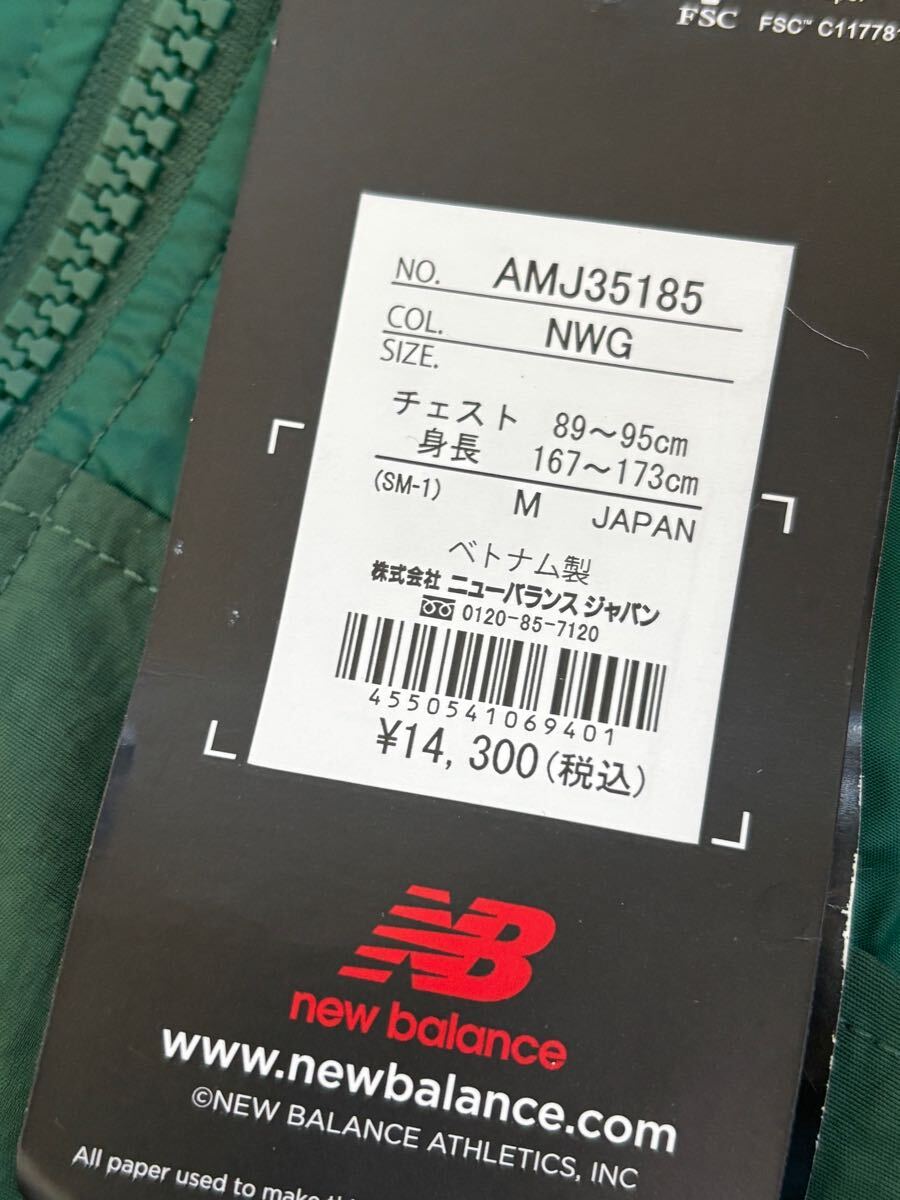 FSC FSC™ C117781
NO. AMJ35185
COL. NWG
SIZE.
チェスト 89～95cm
身長 167～173cm
(SM-1) M JAPAN
ベトナム製
株式会社 ニューバランス ジャパン
0120-85-7120
4550541069401
¥14,300(税込)
NB
new balance
www.newbalance.com
©NEW BALANCE ATHLETICS, INC
All paper used to make this